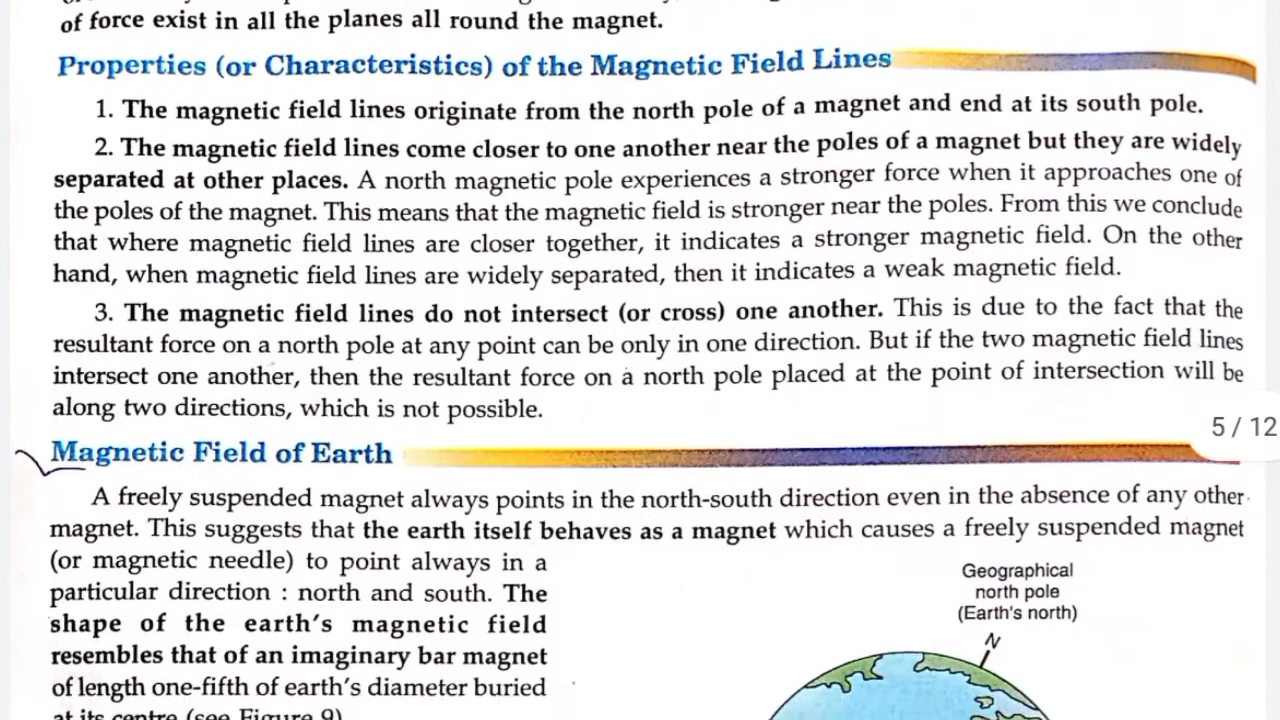 of force exist in all the planes all round the magnet.
Properties (or Characteristics) of the Magnetic Field Lines
1. The magnetic field lines originate from the north pole of a magnet and end at its south pole.
2. The magnetic field lines come closer to one another near the poles of a magnet but they are widely
separated at other places. A north magnetic pole experiences a stronger force when it approaches one of
the poles of the magnet. This means that the magnetic field is stronger near the poles. From this we conclude
that where magnetic field lines are closer together, it indicates a stronger magnetic field. On the other
hand, when magnetic field lines are widely separated, then it indicates a weak magnetic field.
3. The magnetic field lines do not intersect (or cross) one another. This is due to the fact that the
resultant force on a north pole at any point can be only in one direction. But if the two magnetic field lines
intersect one another, then the resultant force on a north pole placed at the point of intersection will be
along two directions, which is not possible.
5 / 12
Magnetic Field of Earth
A freely suspended magnet always points in the north-south direction even in the absence of any other
magnet. This suggests that the earth itself behaves as a magnet which causes a freely suspended magnet
(or magnetic needle) to point always in a
particular direction : north and south. The
shape of the earth's magnetic field
resembles that of an imaginary bar magnet
of length one-fifth of earth's diameter buried
at its centre (see Figure 9)
Geographical
north pole
(Earth's north)
N